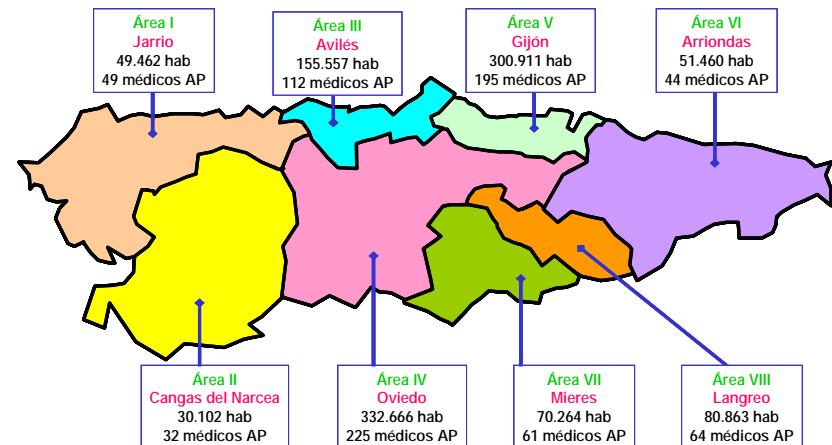 Área I
Jarrio
49.462 hab
49 médicos AP
Área III
Avilés
155.557 hab
112 médicos AP
Área V
Gijón
300.911 hab
195 médicos AP
Área VI
Arriondas
51.460 hab
44 médicos AP
Área II
Cangas del Narcea
30.102 hab
32 médicos AP
Área IV
Oviedo
332.666 hab
225 médicos AP
Área VII
Mieres
70.264 hab
61 médicos AP
Área VIII
Langreo
80.863 hab
64 médicos AP